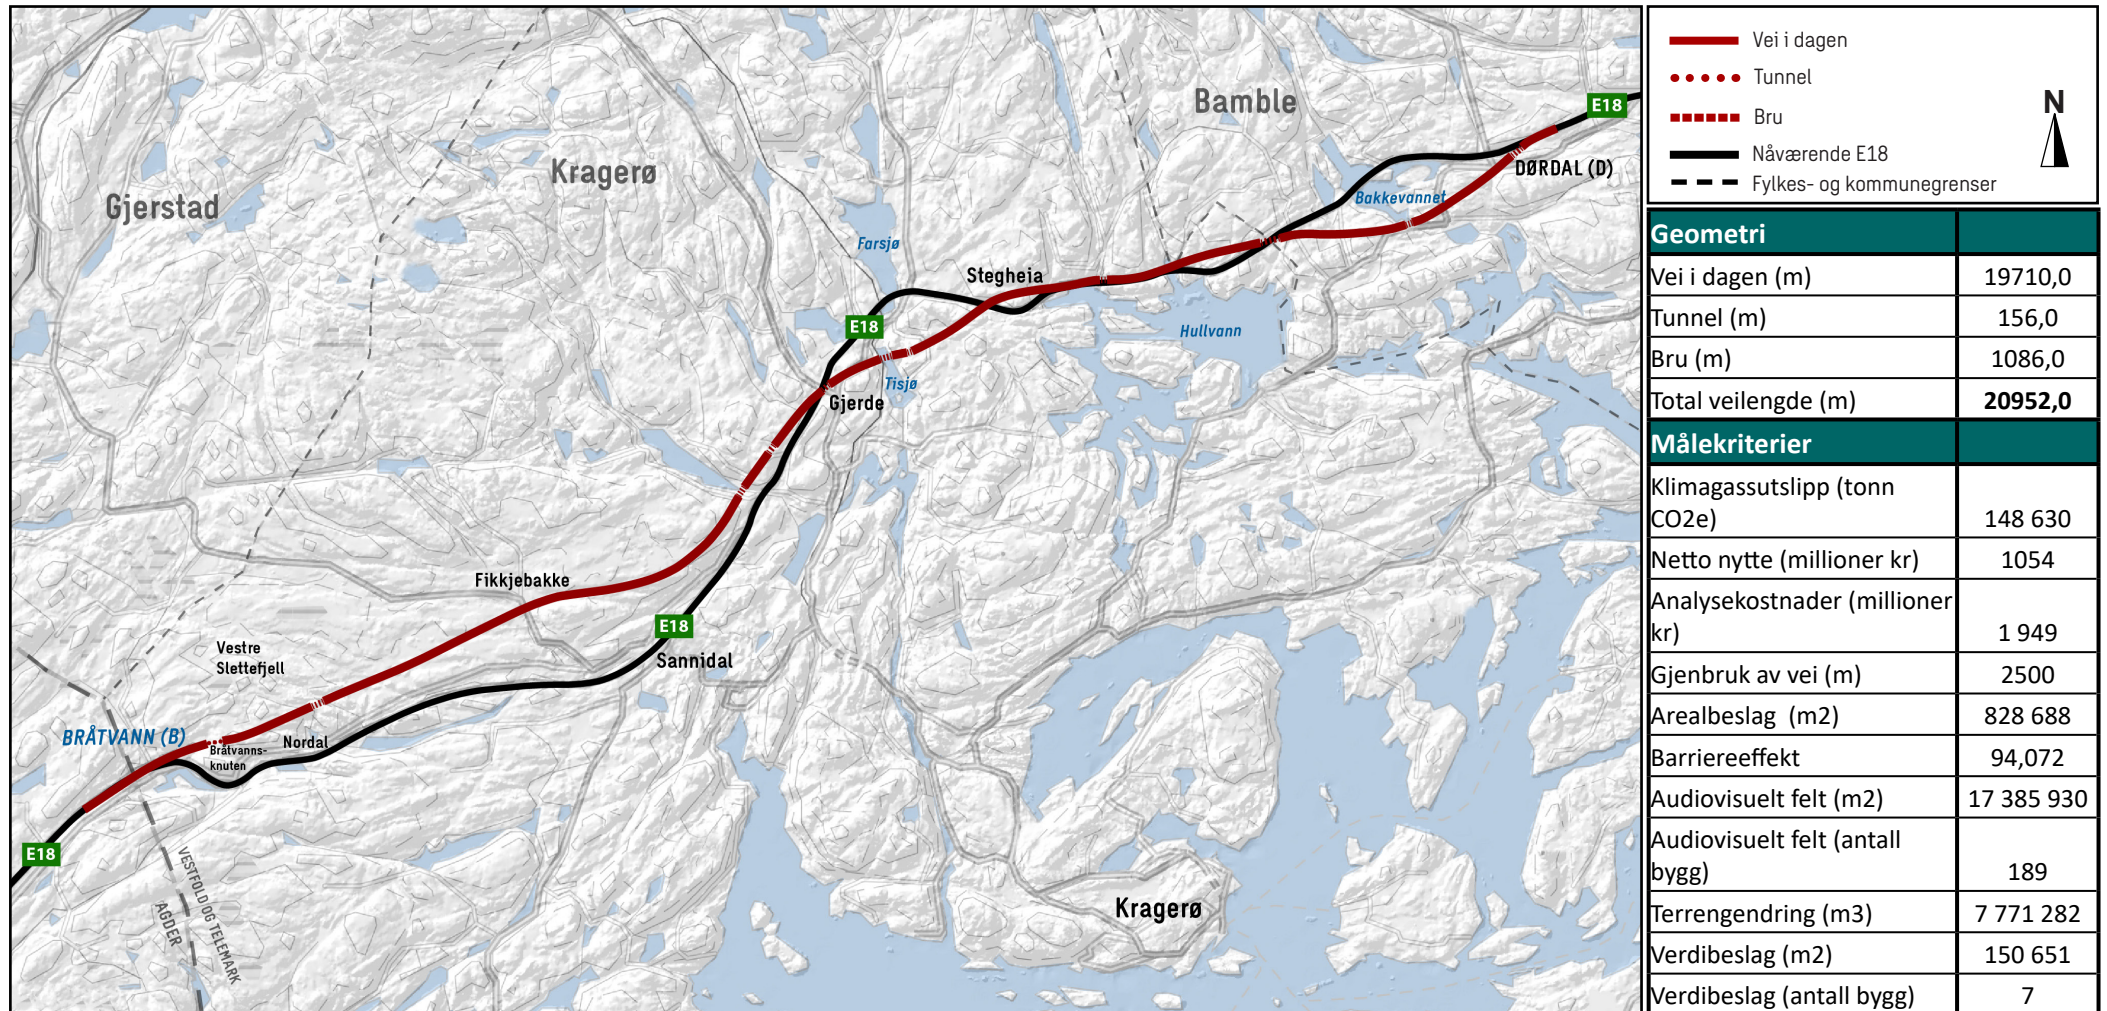 Bamble
E18
Kragerø
DØRDAL (D)
Gjerstad
Bakkevannet
Farsjø
Stegheia
E18
Hullvann
Tisjø
Gjerde
Fikkjebakke
E18
Vestre
Slettefjell
Sannidal
BRÅTVANN (B)
Bråtvanns-
knuten
Nordal
E18
VESTFOLD OG TELEMARK
AGDER
Kragerø
Vei i dagen
Tunnel
Bru
Nåværende E18
Fylkes- og kommunegrenser
N
Geometri
Vei i dagen (m) 19710,0
Tunnel (m) 156,0
Bru (m) 1086,0
Total veilengde (m) 20952,0
Målekriterier
Klimagassutslipp (tonn
CO2e) 148 630
Netto nytte (millioner kr) 1054
Analysekostnader (millioner
kr) 1 949
Gjenbruk av vei (m) 2500
Arealbeslag (m2) 828 688
Barriereeffekt 94,072
Audiovisuelt felt (m2) 17 385 930
Audiovisuelt felt (antall
bygg) 189
Terrengendring (m3) 7 771 282
Verdibeslag (m2) 150 651
Verdibeslag (antall bygg) 7